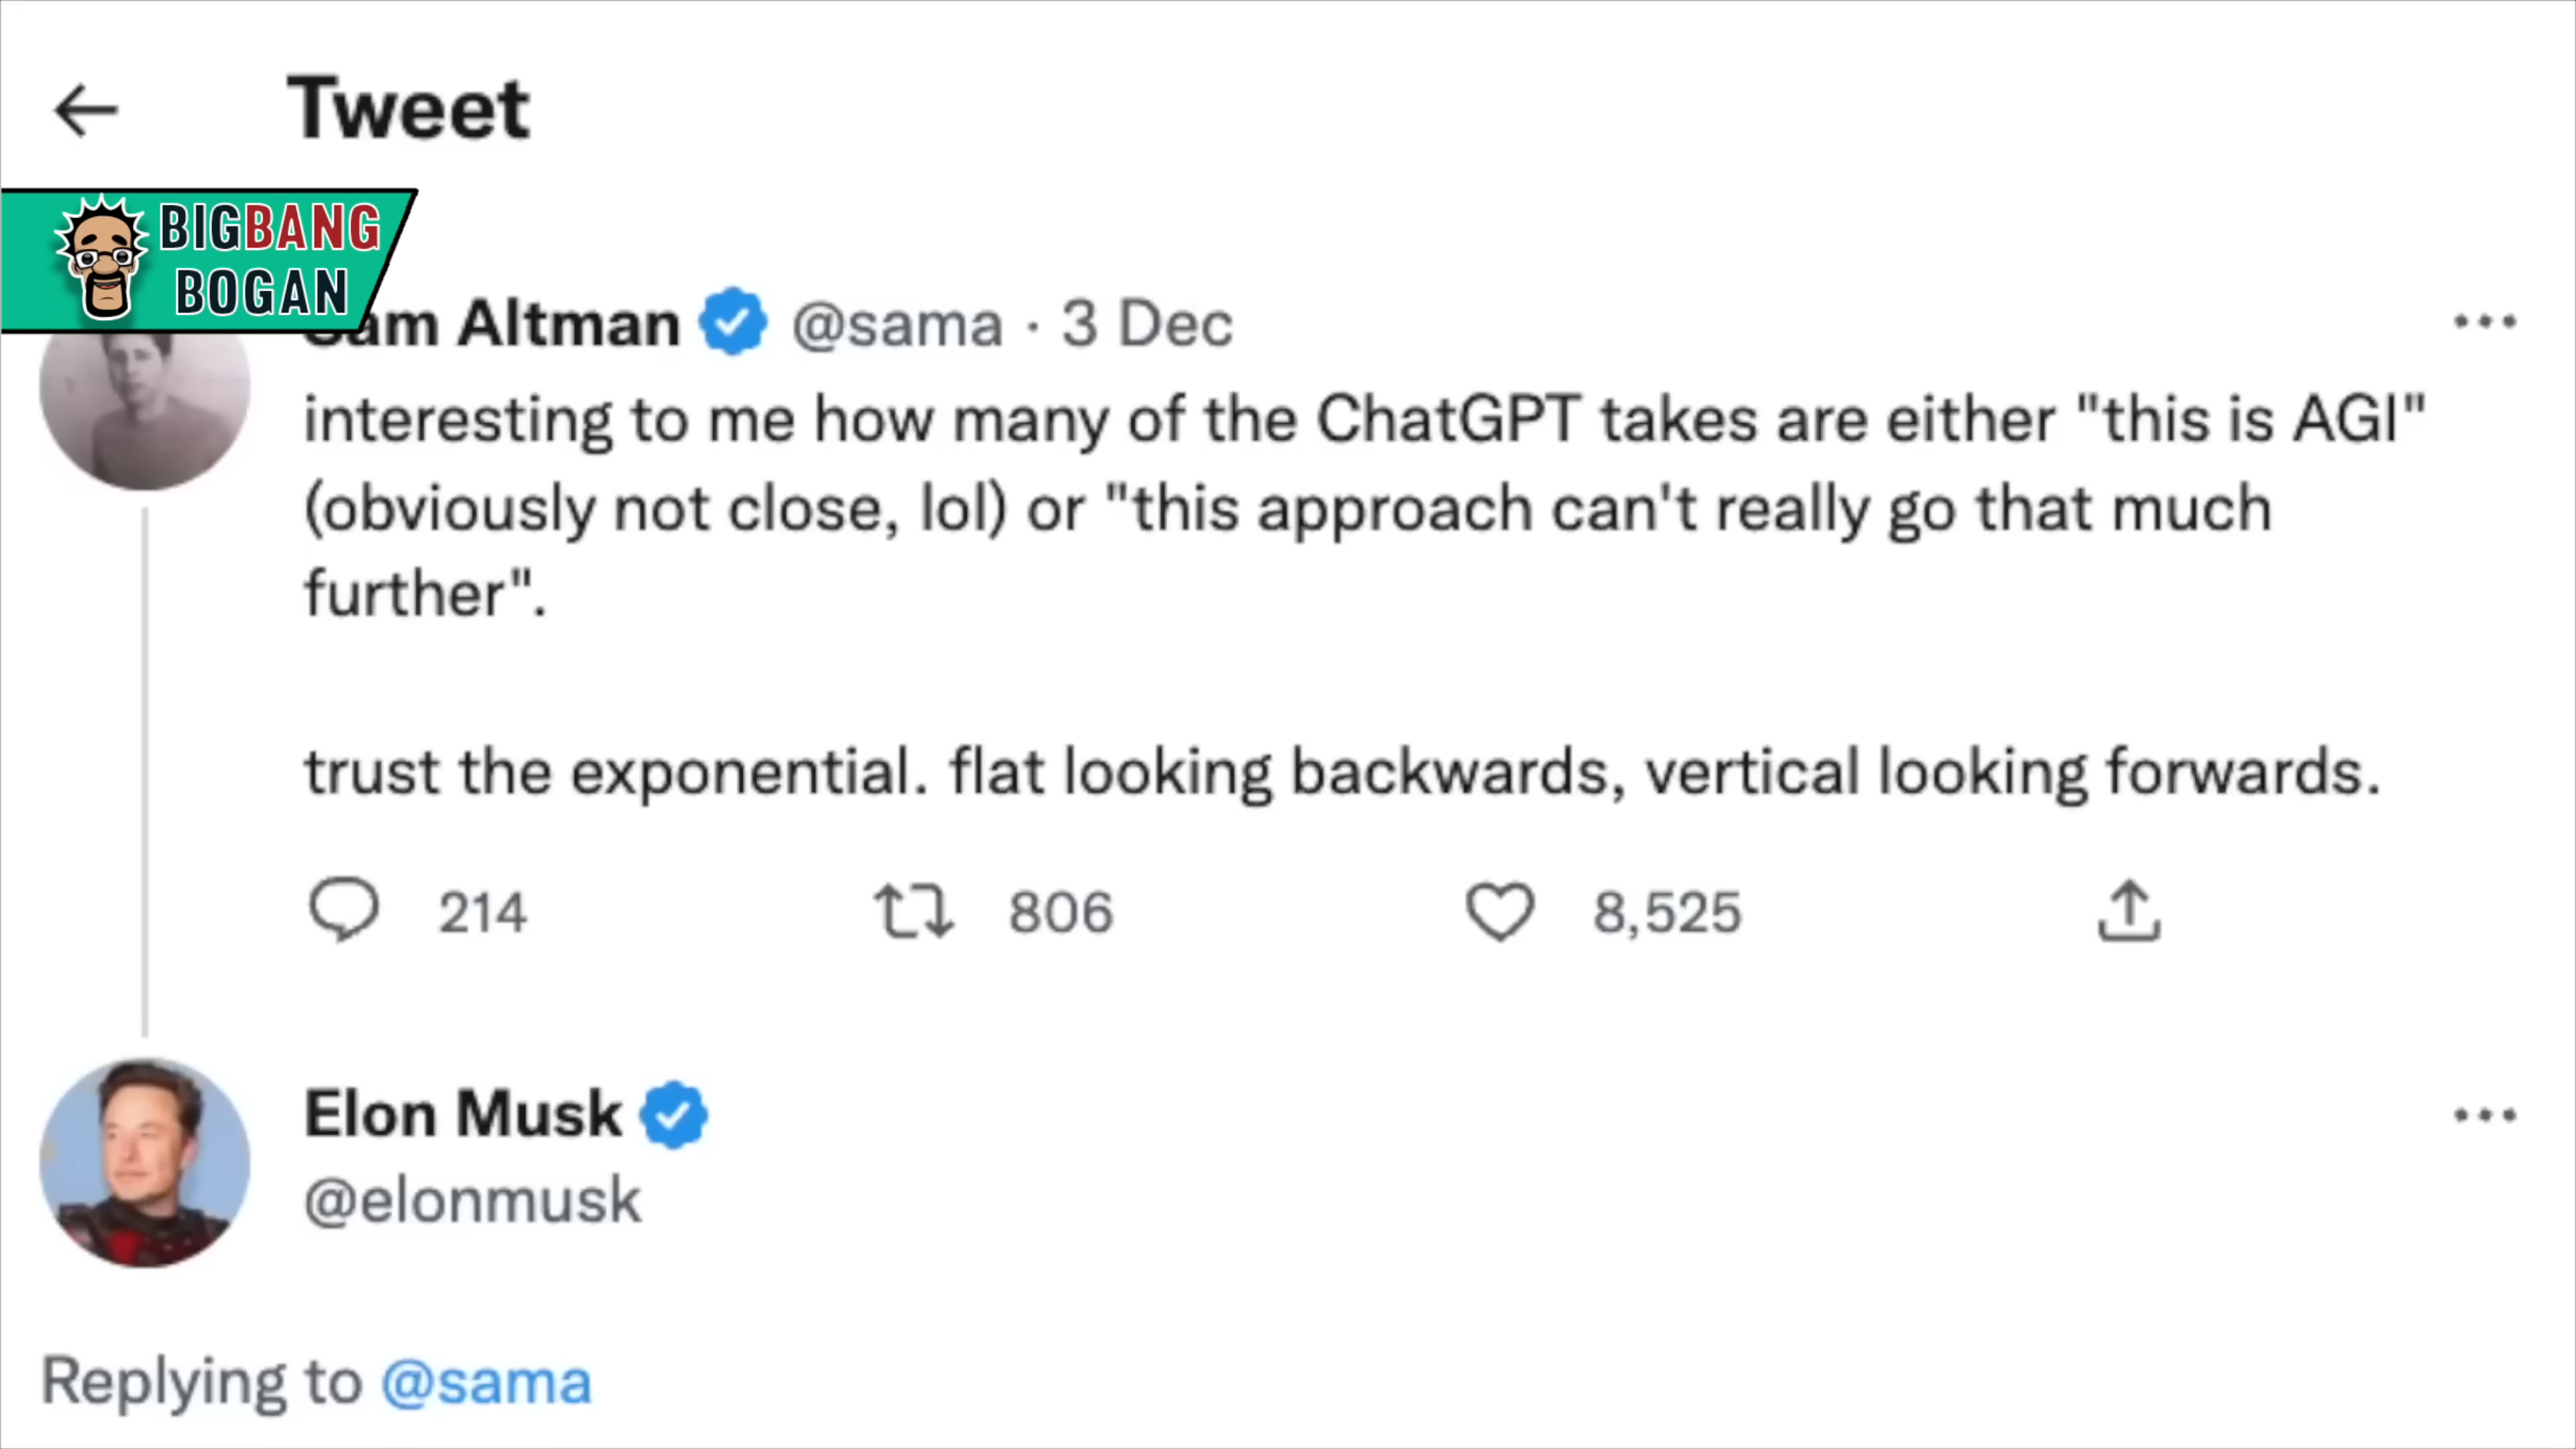 Tweet
BIGBANG
BOGAN
Sam Altman @sama · 3 Dec
interesting to me how many of the ChatGPT takes are either "this is AGI"
(obviously not close, lol) or "this approach can't really go that much
further".
trust the exponential. flat looking backwards, vertical looking forwards.
214 806 8,525
Elon Musk
@elonmusk
Replying to @sama